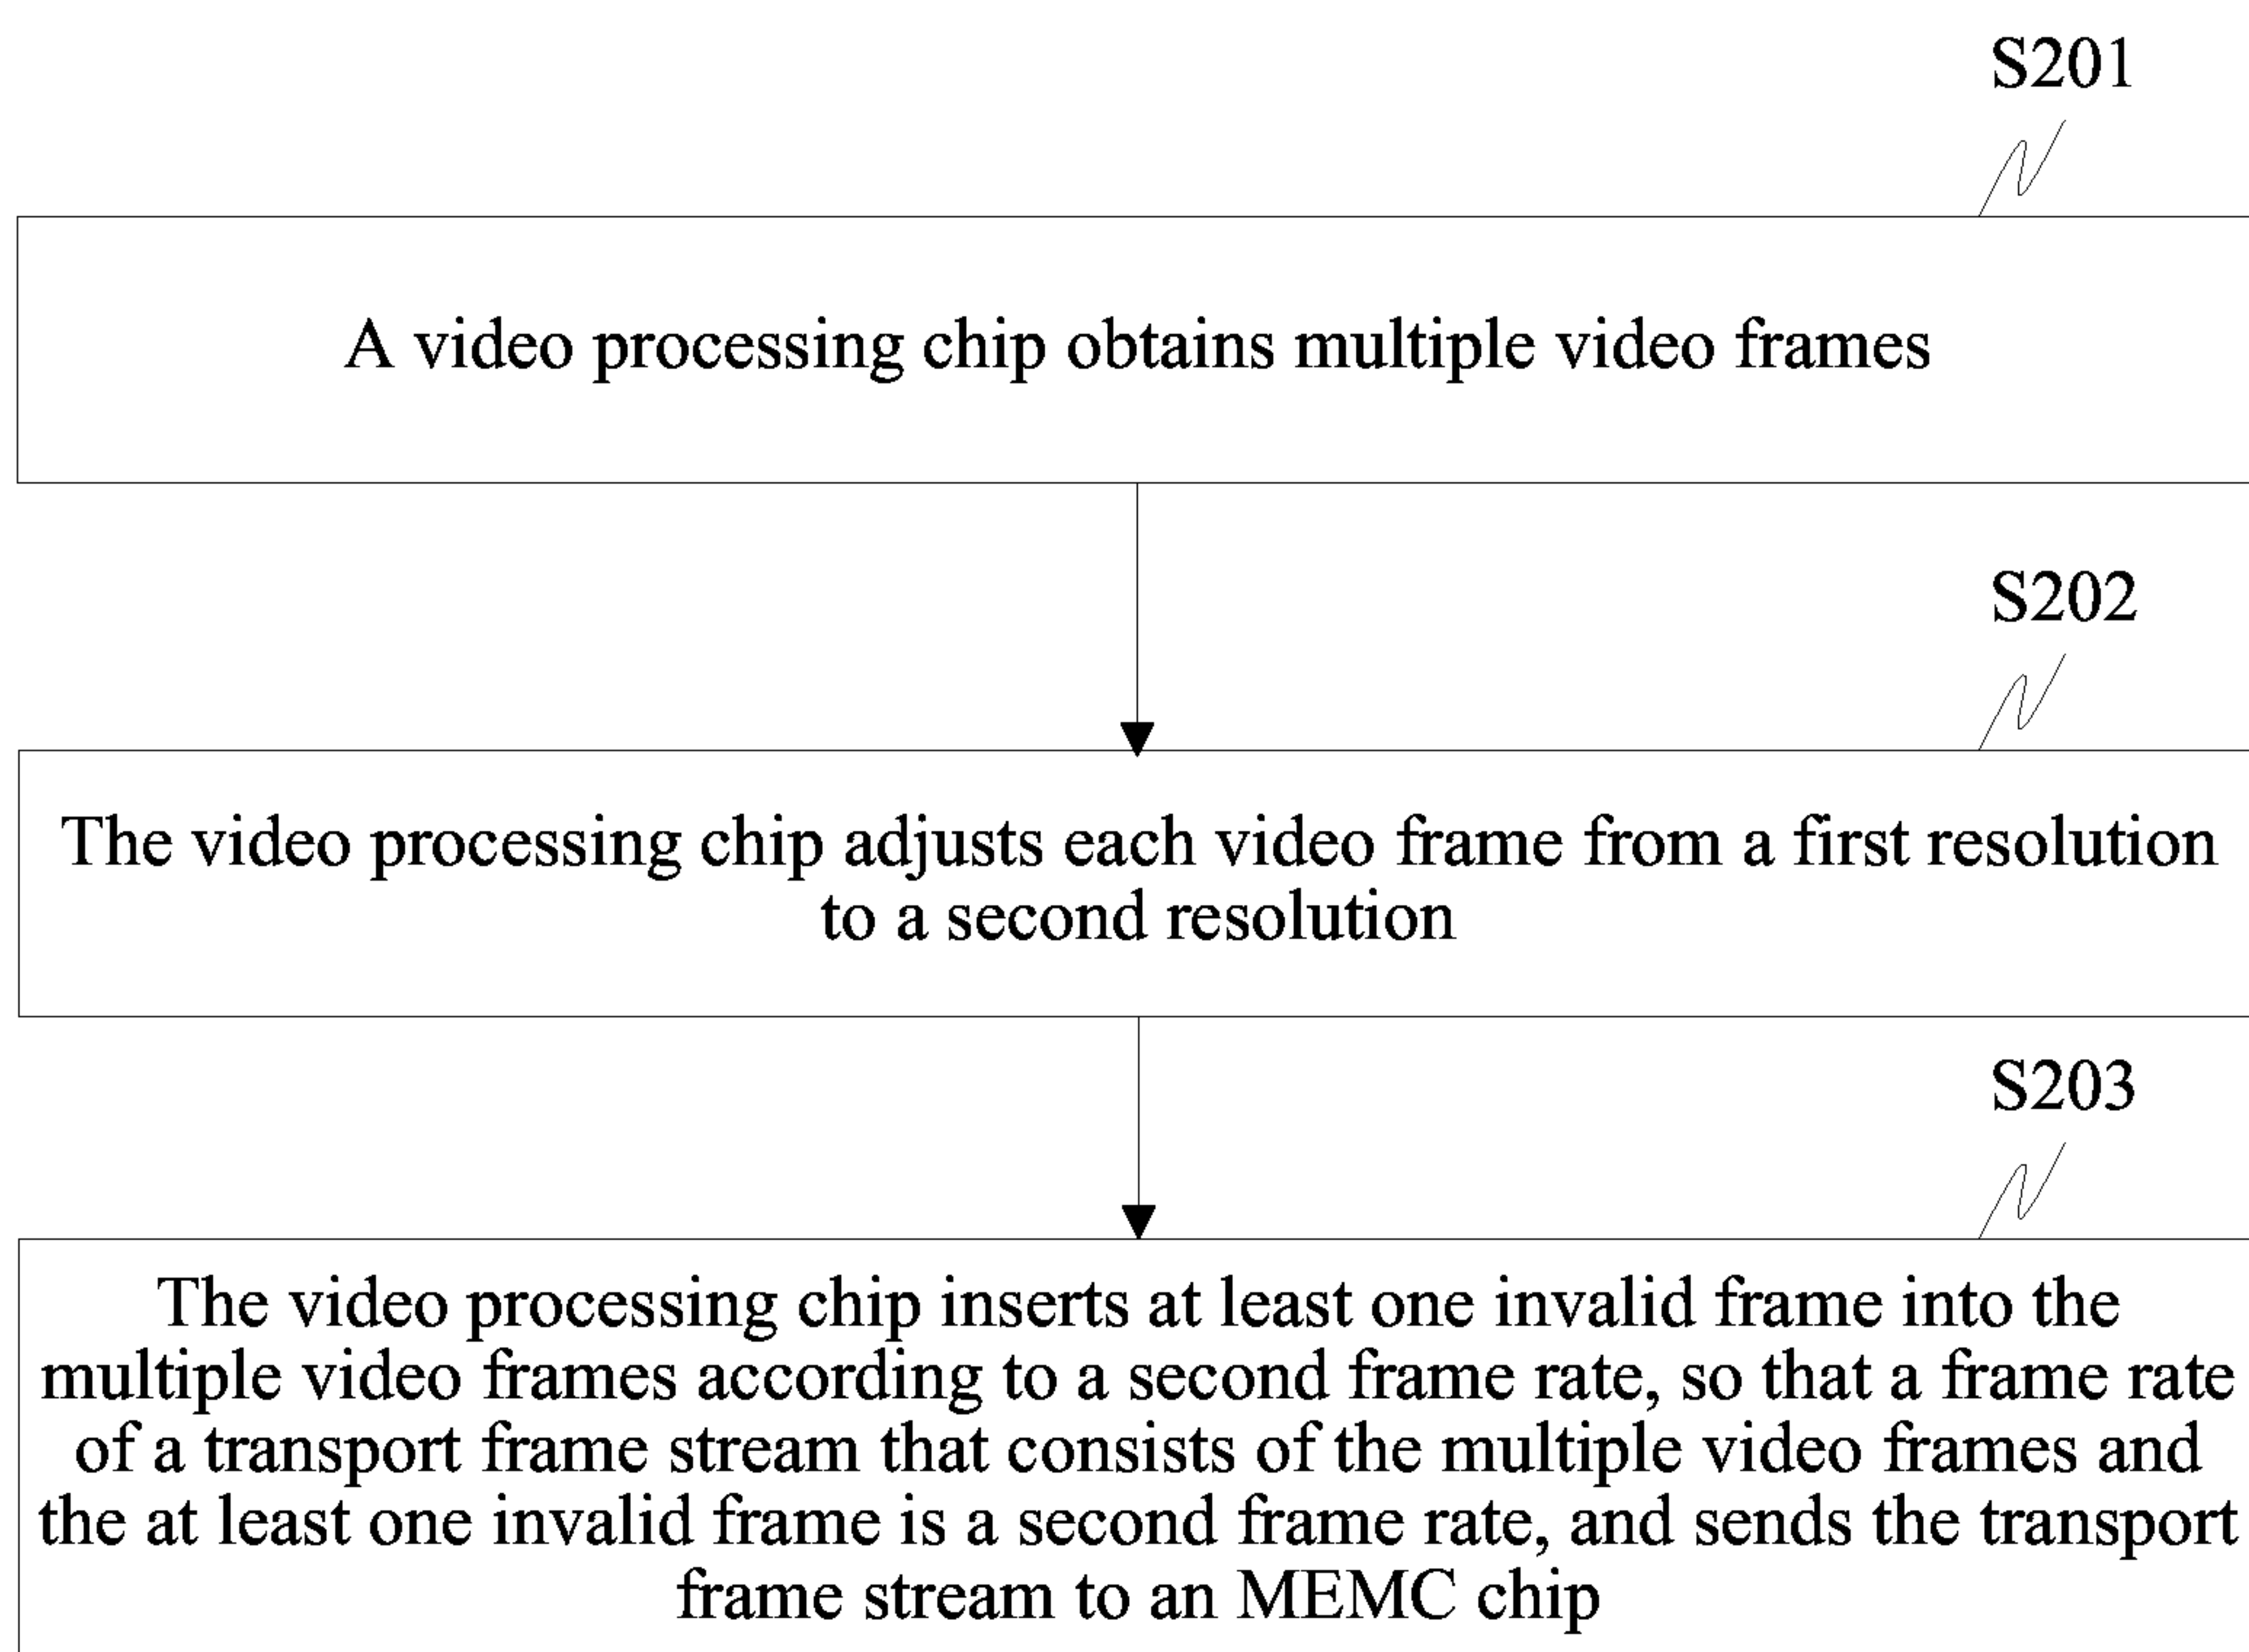 S201
A video processing chip obtains multiple video frames
S202
The video processing chip adjusts each video frame from a first resolution
to a second resolution
S203
The video processing chip inserts at least one invalid frame into the
multiple video frames according to a second frame rate, so that a frame rate
of a transport frame stream that consists of the multiple video frames and
the at least one invalid frame is a second frame rate, and sends the transport
frame stream to an MEMC chip